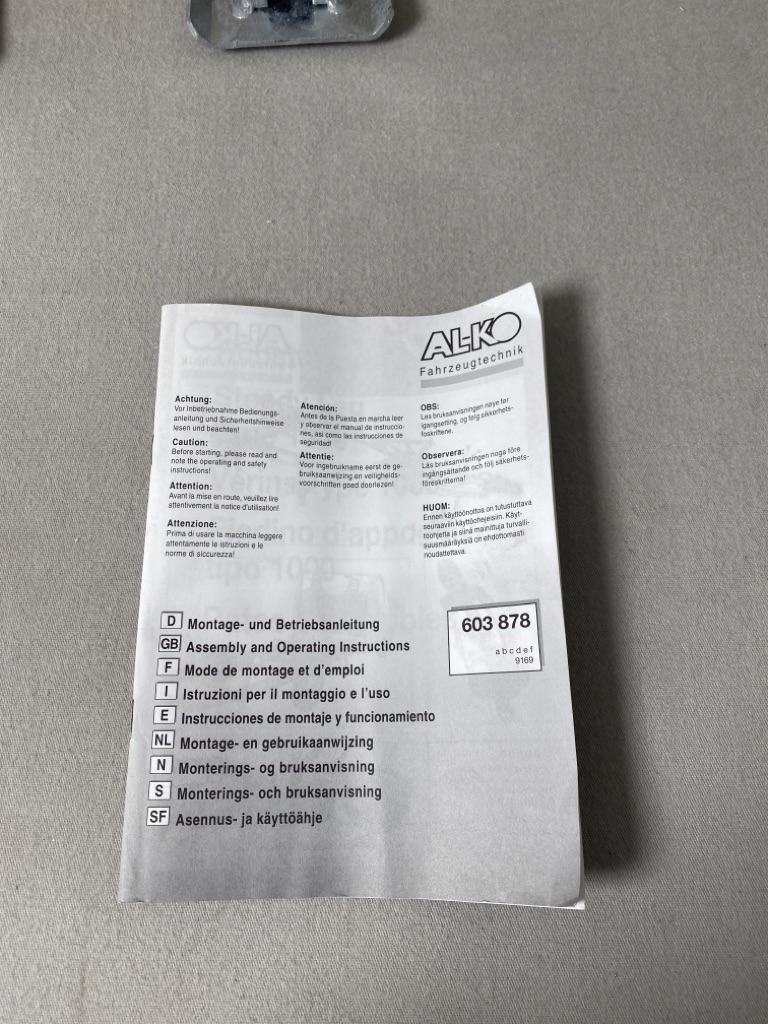 AL-KO
Fahrzeugtechnik
Achtung:
Vor Inbetriebnahme Bedienungs-
anleitung und Sicherheitshinweise
lesen und beachten!
Caution:
Before starting, please read and
note the operating and safety
instructions!
Attention:
Avant la mise en route, veuillez lire
attentivement la notice d'utilisation!
Attenzione:
Prima di usare la macchina leggere
attentamente le istruzioni e le
norme di siccurezza!
Atención:
Antes de la Puesta en marcha leer
y observar el manual de instruccio-
nes, asi como las instrucciones de
seguridad!
Attentie:
Voor ingebruikname eerst de ge-
bruiksaanwijzing en veiligheids-
voorschriften goed doorlezen!
OBS:
Les bruksanvisningen nøye før
igangsetting, og følg sikkerhets-
foskriftene.
Observera:
Läs bruksanvisningen noga före
ingångsättande och följ säkerhets-
föreskrifterna!
HUOM:
Ennen käyttöönottoa on tutustuttava
seuraaviin käyttöohjeisiin. Käyt-
töohjetta ja siinä mainittuja turvalli-
suusmääräyksiä on ehdottomasti
noudattettava.
D Montage- und Betriebsanleitung
GB Assembly and Operating Instructions
F Mode de montage et d'emploi
I Istruzioni per il montaggio e l'uso
E Instrucciones de montaje y funcionamiento
NL Montage- en gebruikaanwijzing
N Monterings- og bruksanvisning
S Monterings- och bruksanvisning
SF Asennus- ja käyttöähje
603 878
a b c d e f
9169